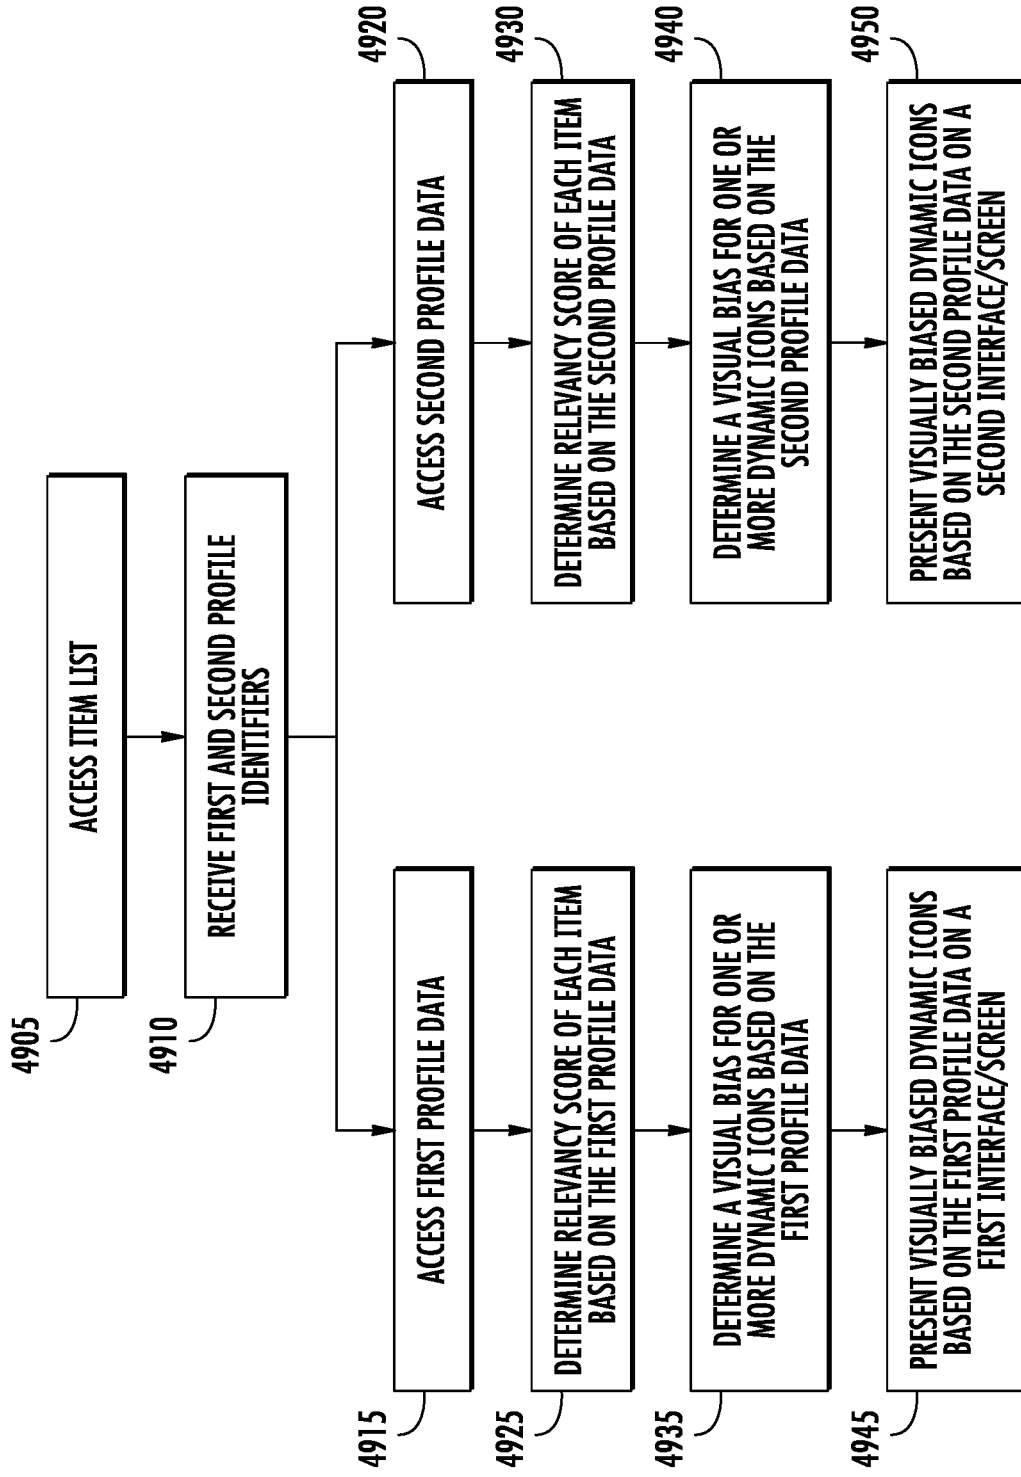 4905
ACCESS ITEM LIST
4910
RECEIVE FIRST AND SECOND PROFILE
IDENTIFIERS
4915
ACCESS FIRST PROFILE DATA
4920
ACCESS SECOND PROFILE DATA
4925
DETERMINE RELEVANCY SCORE OF EACH ITEM
BASED ON THE FIRST PROFILE DATA
4930
DETERMINE RELEVANCY SCORE OF EACH ITEM
BASED ON THE SECOND PROFILE DATA
4935
DETERMINE A VISUAL BIAS FOR ONE OR
MORE DYNAMIC ICONS BASED ON THE
FIRST PROFILE DATA
4940
DETERMINE A VISUAL BIAS FOR ONE OR
MORE DYNAMIC ICONS BASED ON THE
SECOND PROFILE DATA
4945
PRESENT VISUALLY BIASED DYNAMIC ICONS
BASED ON THE FIRST PROFILE DATA ON A
FIRST INTERFACE/SCREEN
4950
PRESENT VISUALLY BIASED DYNAMIC ICONS
BASED ON THE SECOND PROFILE DATA ON A
SECOND INTERFACE/SCREEN